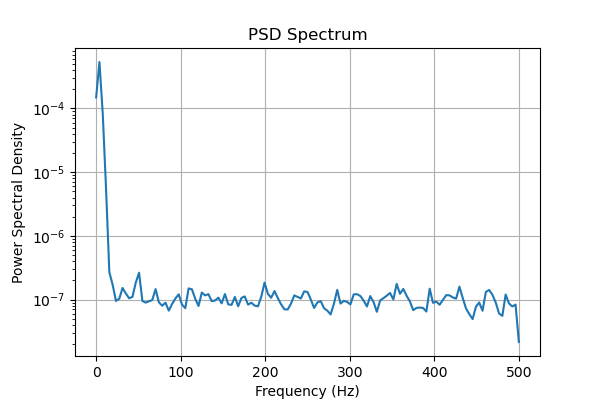 PSD Spectrum
Power Spectral Density
10⁻⁴
10⁻⁵
10⁻⁶
10⁻⁷
0 100 200 300 400 500
Frequency (Hz)